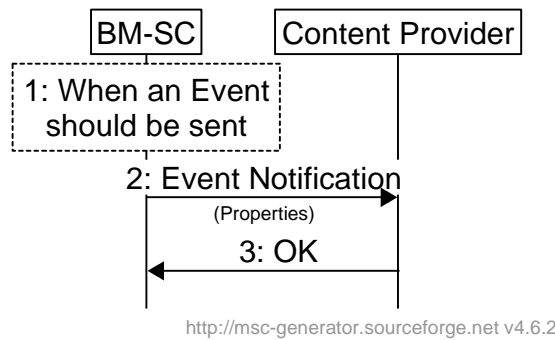 BM-SC
Content Provider
1: When an Event
should be sent
2: Event Notification
(Properties)
3: OK
http://msc-generator.sourceforge.net v4.6.2